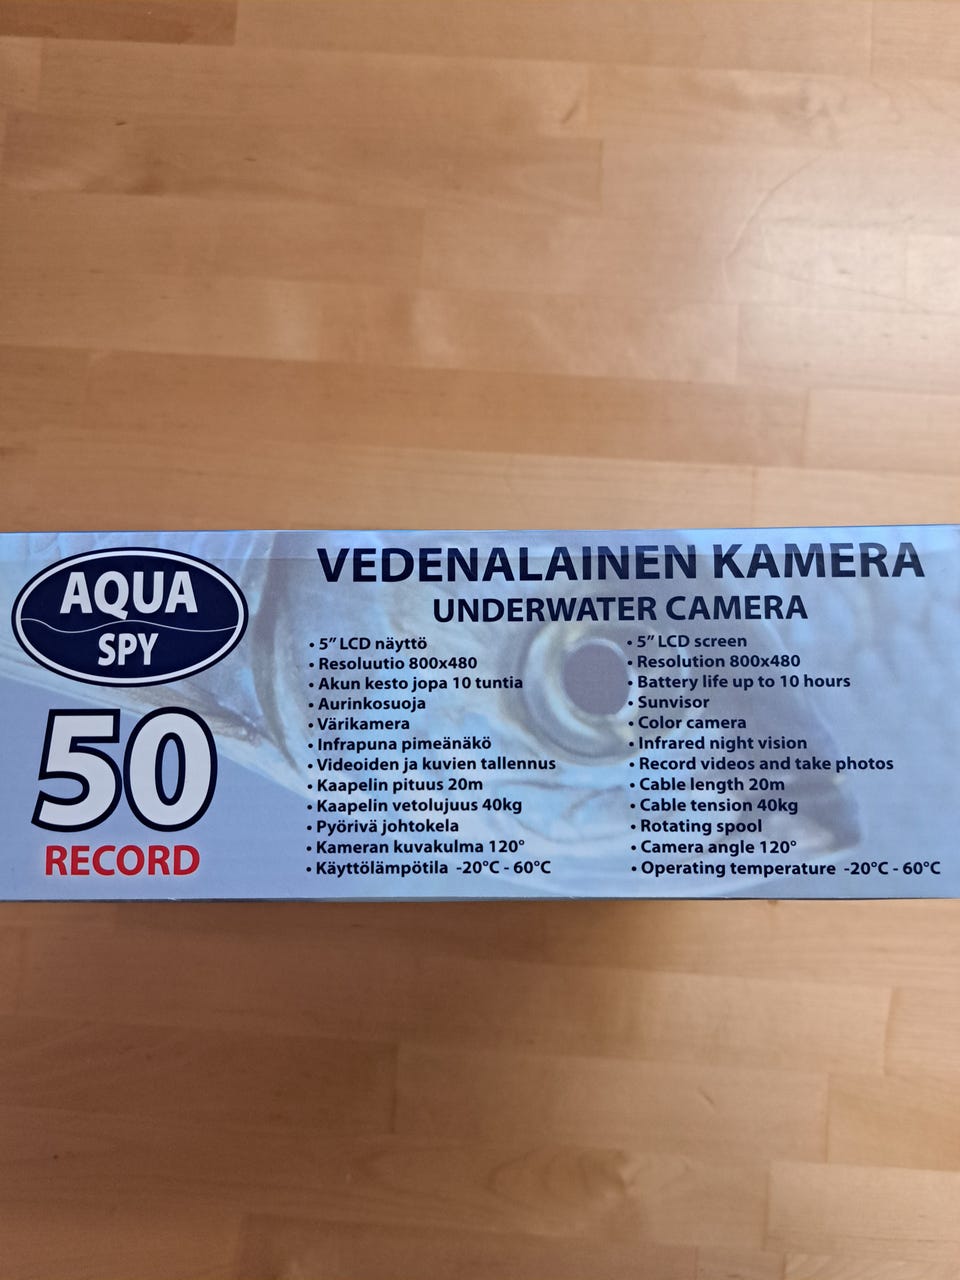 AQUA
SPY
50
RECORD
VEDENALAINEN KAMERA
UNDERWATER CAMERA
• 5” LCD näyttö
• Resoluutio 800x480
• Akun kesto jopa 10 tuntia
• Aurinkosuoja
• Värikamera
• Infrapuna pimeänäkö
• Videoiden ja kuvien tallennus
• Kaapelin pituus 20m
• Kaapelin vetolujuus 40kg
• Pyörivä johtokela
• Kameran kuvakulma 120°
• Käyttölämpötila -20°C - 60°C
• 5” LCD screen
• Resolution 800x480
• Battery life up to 10 hours
• Sunvisor
• Color camera
• Infrared night vision
• Record videos and take photos
• Cable length 20m
• Cable tension 40kg
• Rotating spool
• Camera angle 120°
• Operating temperature -20°C - 60°C